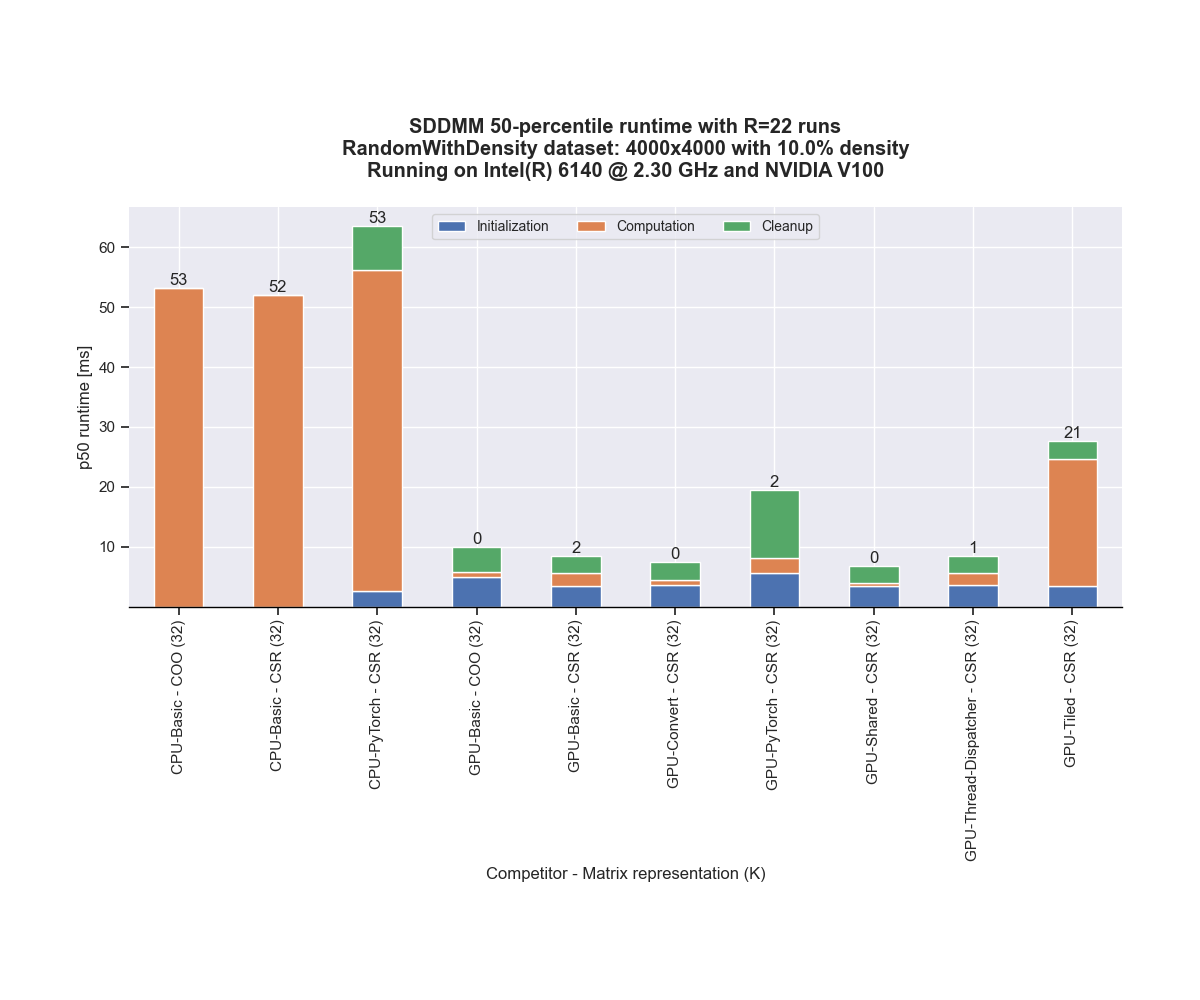 SDDMM 50-percentile runtime with R=22 runs
RandomWithDensity dataset: 4000x4000 with 10.0% density
Running on Intel(R) 6140 @ 2.30 GHz and NVIDIA V100
Initialization Computation Cleanup
53
52
53
0
2
0
2
0
1
21
p50 runtime [ms]
60
50
40
30
20
10
CPU-Basic - COO (32)
CPU-Basic - CSR (32)
CPU-PyTorch - CSR (32)
GPU-Basic - COO (32)
GPU-Basic - CSR (32)
GPU-Convert - CSR (32)
GPU-PyTorch - CSR (32)
GPU-Shared - CSR (32)
GPU-Thread-Dispatcher - CSR (32)
GPU-Tiled - CSR (32)
Competitor - Matrix representation (K)